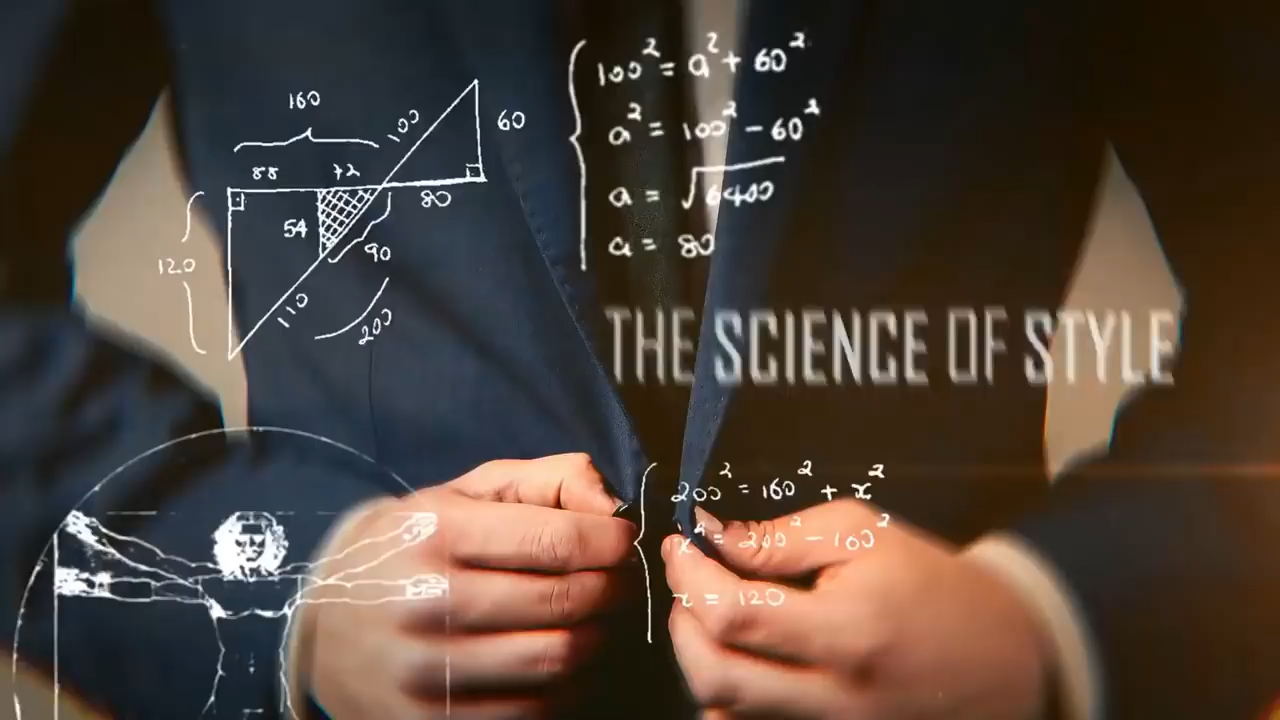 160
88 72
100
60
80
54
90
120
110
200
100² = a² + 60²
a² = 100² - 60²
a = √6400
a = 80
THE SCIENCE OF STYLE
200² = 160² + x²
x² = 200² - 160²
x = 120